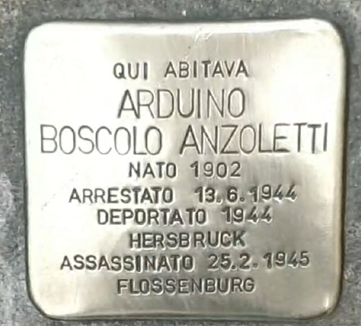 QUI ABITAVA
ARDUINO
BOSCOLO ANZOLETTI
NATO 1902
ARRESTATO 13.6.1944
DEPORTATO 1944
HERSBRUCK
ASSASSINATO 25.2.1945
FLOSSENBURG